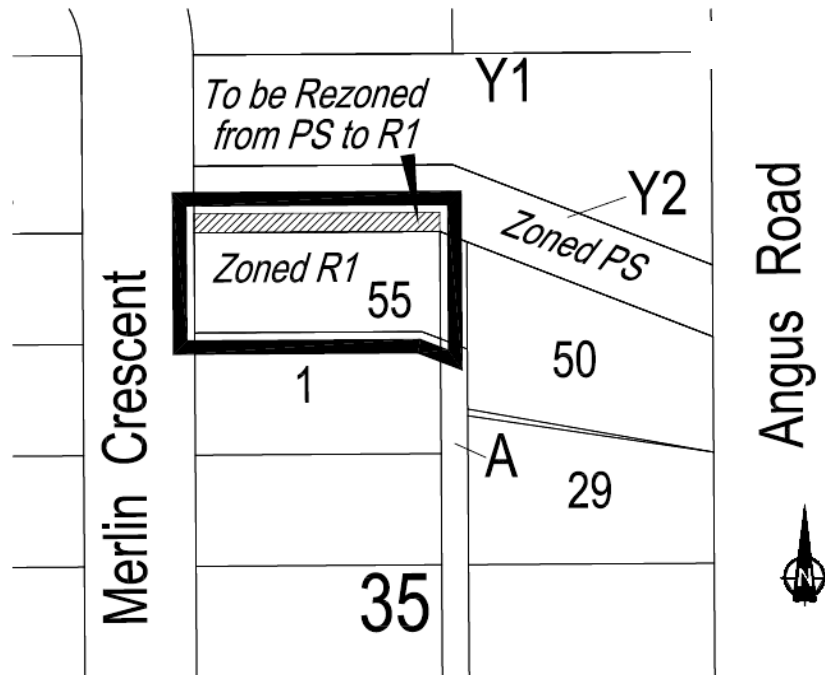 Y1
To be Rezoned
from PS to R1
Y2
Zoned PS
Zoned R1
55
50
1
A
29
35
Merlin Crescent
Angus Road
N